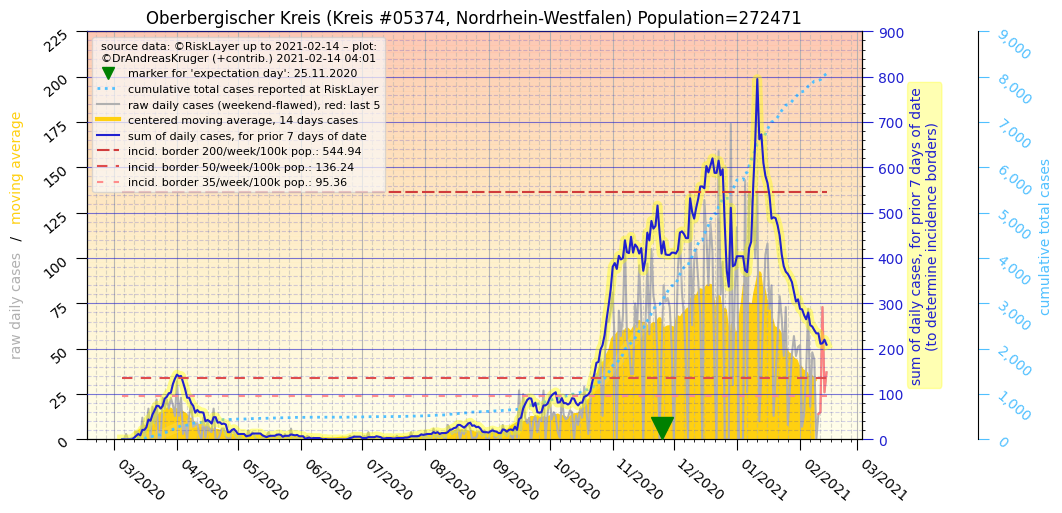 Oberbergischer Kreis (Kreis #05374, Nordrhein-Westfalen) Population=272471
source data: ©RiskLayer up to 2021-02-14 – plot:
©DrAndreasKruger (+contrib.) 2021-02-14 04:01
marker for 'expectation day': 25.11.2020
cumulative total cases reported at RiskLayer
raw daily cases (weekend-flawed), red: last 5
centered moving average, 14 days cases
sum of daily cases, for prior 7 days of date
incid. border 200/week/100k pop.: 544.94
incid. border 50/week/100k pop.: 136.24
incid. border 35/week/100k pop.: 95.36
raw daily cases / moving average
225
200
175
150
125
100
75
50
25
0
03/2020
04/2020
05/2020
06/2020
07/2020
08/2020
09/2020
10/2020
11/2020
12/2020
01/2021
02/2021
03/2021
900
800
700
600
500
400
300
200
100
0
sum of daily cases, for prior 7 days of date
(to determine incidence borders)
9,000
8,000
7,000
6,000
5,000
4,000
3,000
2,000
1,000
0
cumulative total cases